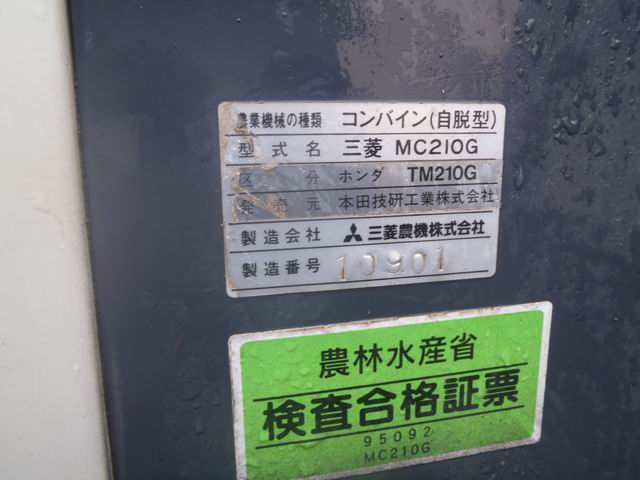 農業機械の種類 コンバイン(自脱型)
型式名 三菱 MC210G
区分 ホンダ TM210G
発売元 本田技研工業株式会社
製造会社 三菱農機株式会社
製造番号 10901
農林水産省
検査合格証票
95092
MC210G